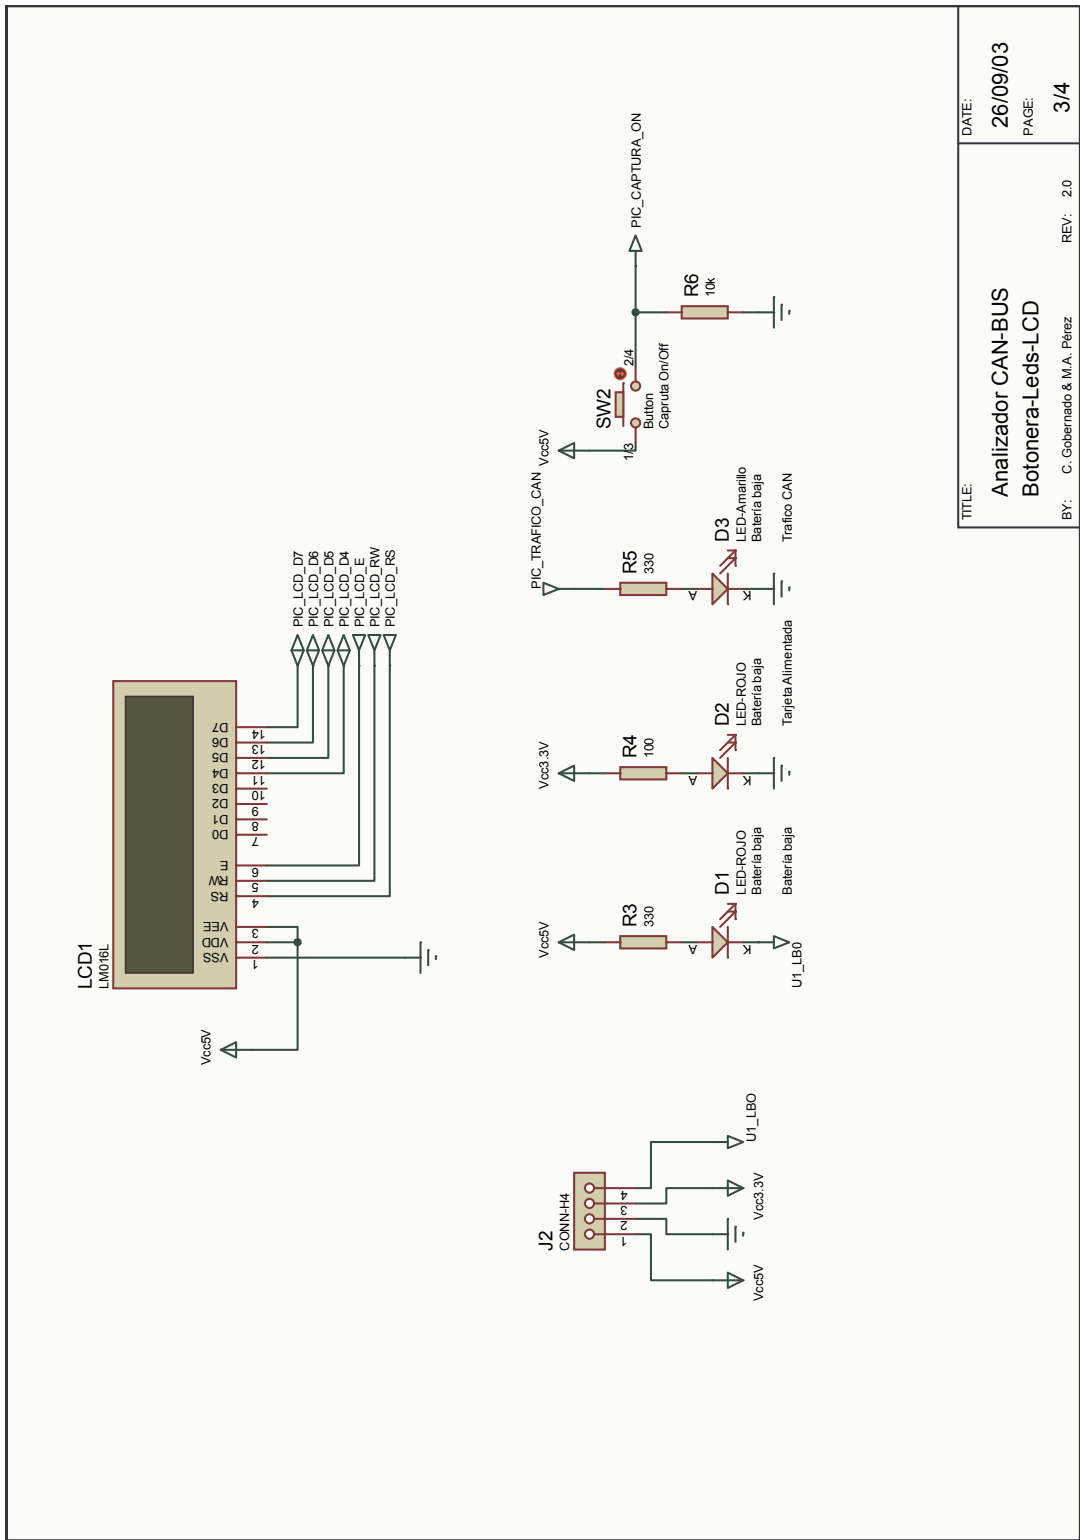 LCD1
LM016L
Vcc5V
VSS
VDD
VEE
RS
RW
E
D0
D1
D2
D3
D4
D5
D6
D7
1
2
3
4
5
6
7
8
9
10
11
12
13
14
PIC_LCD_D7
PIC_LCD_D6
PIC_LCD_D5
PIC_LCD_D4
PIC_LCD_E
PIC_LCD_RW
PIC_LCD_RS
J2
CONN-H4
1
2
3
4
Vcc5V
Vcc3.3V
U1_LBO
Vcc5V
R3
330
A
K
D1
LED-ROJO
Batería baja
Batería baja
U1_LB0
Vcc3.3V
R4
100
A
K
D2
LED-ROJO
Batería baja
Tarjeta Alimentada
PIC_TRAFICO_CAN
R5
330
A
K
D3
LED-Amarillo
Batería baja
Trafico CAN
Vcc5V
SW2
1/3
2/4
Button
Capruta On/Off
PIC_CAPTURA_ON
R6
10k
TITLE:
Analizador CAN-BUS
Botonera-Leds-LCD
BY: C. Gobernado & M.A. Pérez REV: 2.0
DATE:
26/09/03
PAGE:
3/4